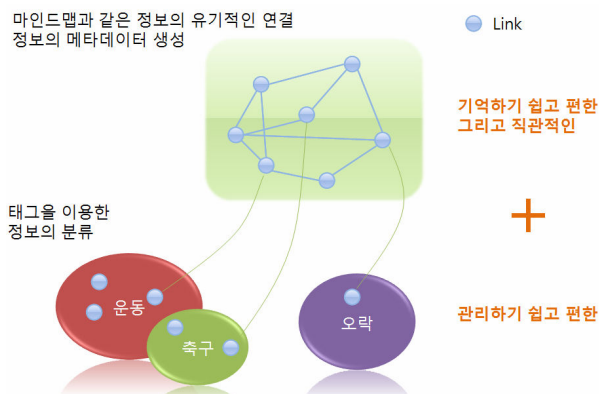 마인드맵과 같은 정보의 유기적인 연결
정보의 메타데이터 생성
Link
기억하기 쉽고 편한
그리고 직관적인
태그을 이용한
정보의 분류
+
운동
축구
오락
관리하기 쉽고 편한